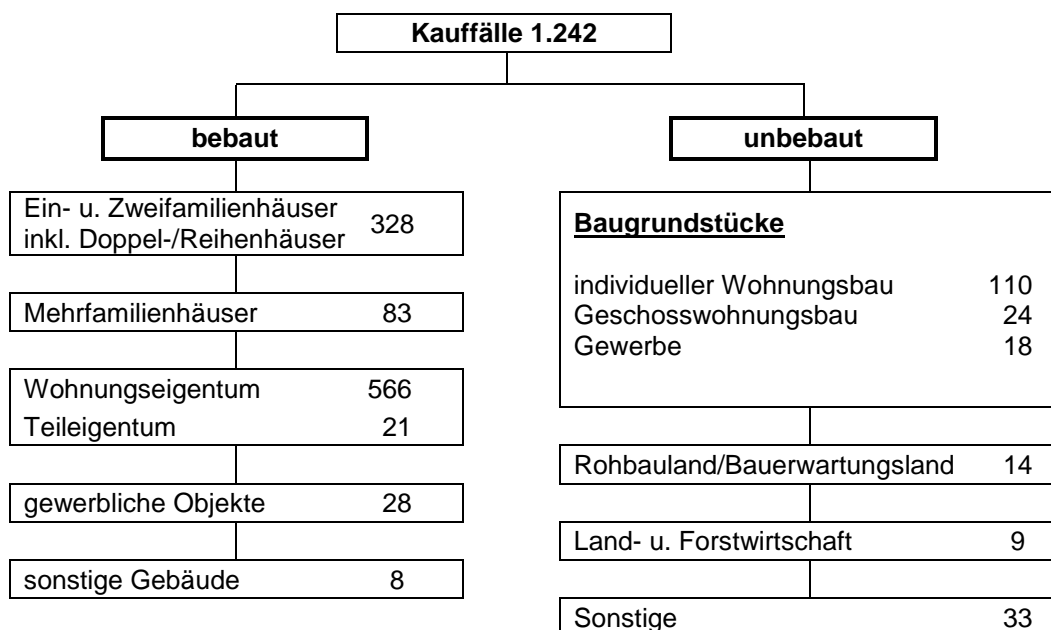 Kauffälle 1.242
bebaut
Ein- u. Zweifamilienhäuser
inkl. Doppel-/Reihenhäuser 328
Mehrfamilienhäuser 83
Wohnungseigentum 566
Teileigentum 21
gewerbliche Objekte 28
sonstige Gebäude 8
unbebaut
Baugrundstücke
individueller Wohnungsbau 110
Geschosswohnungsbau 24
Gewerbe 18
Rohbauland/Bauerwartungsland 14
Land- u. Forstwirtschaft 9
Sonstige 33